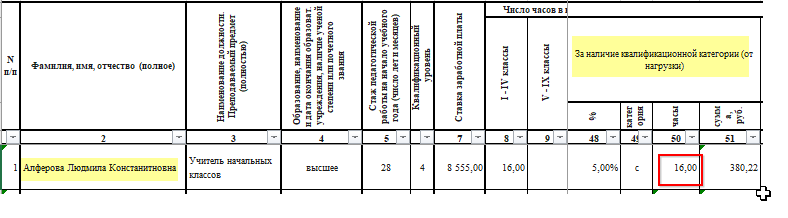 Число часов в н
N
п/п
Фамилия, имя, отчество (полное)
Наименование должности.
Преподаваемый предмет
(полностью)
Образование, наименование
и дата окончания образоват.
учреждения, наличие ученой
степени или почетного
звания
Стаж педагогической
работы на начало учебного
года (число лет и месяцев)
Квалификационный
уровень
Ставка заработной платы
I - IV классы
V - IX классы
За наличие квалификационной категории (от
нагрузки)
%
катег
ория
часы
сумм
а,
руб.
2 3 4 5 6 7 8 9 48 49 50 51
1 Алферова Людмила Констанитновна Учитель начальных
классов высшее 28 4 8 555,00 16,00 5,00% с 16,00 380,22